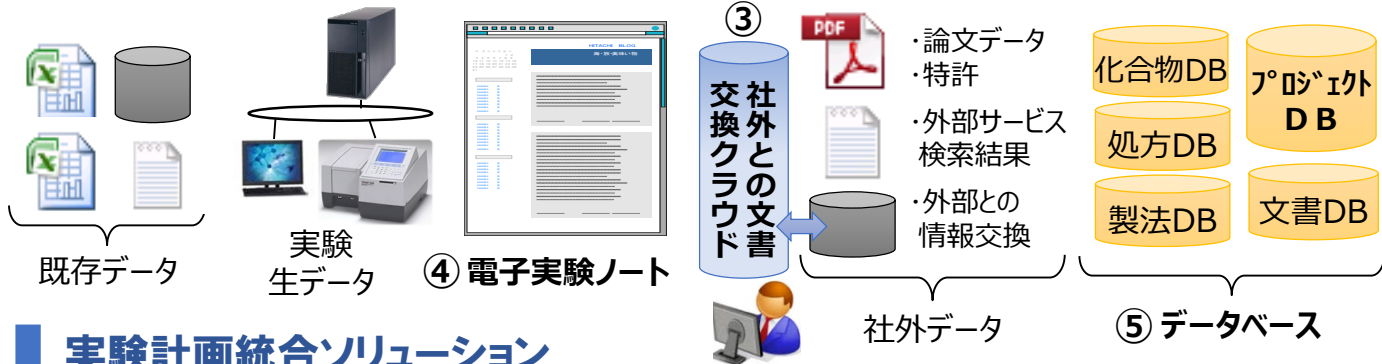 既存データ
実験
生データ
HITACHI BLOG
④ 電子実験ノート
③
社外との文書
交換クラウド
PDF
・論文データ
・特許
・外部サービス
検索結果
・外部との
情報交換
社外データ
化合物DB
処方DB
製法DB
プロジェクト
DB
文書DB
⑤ データベース
実験計画統合ソリューション